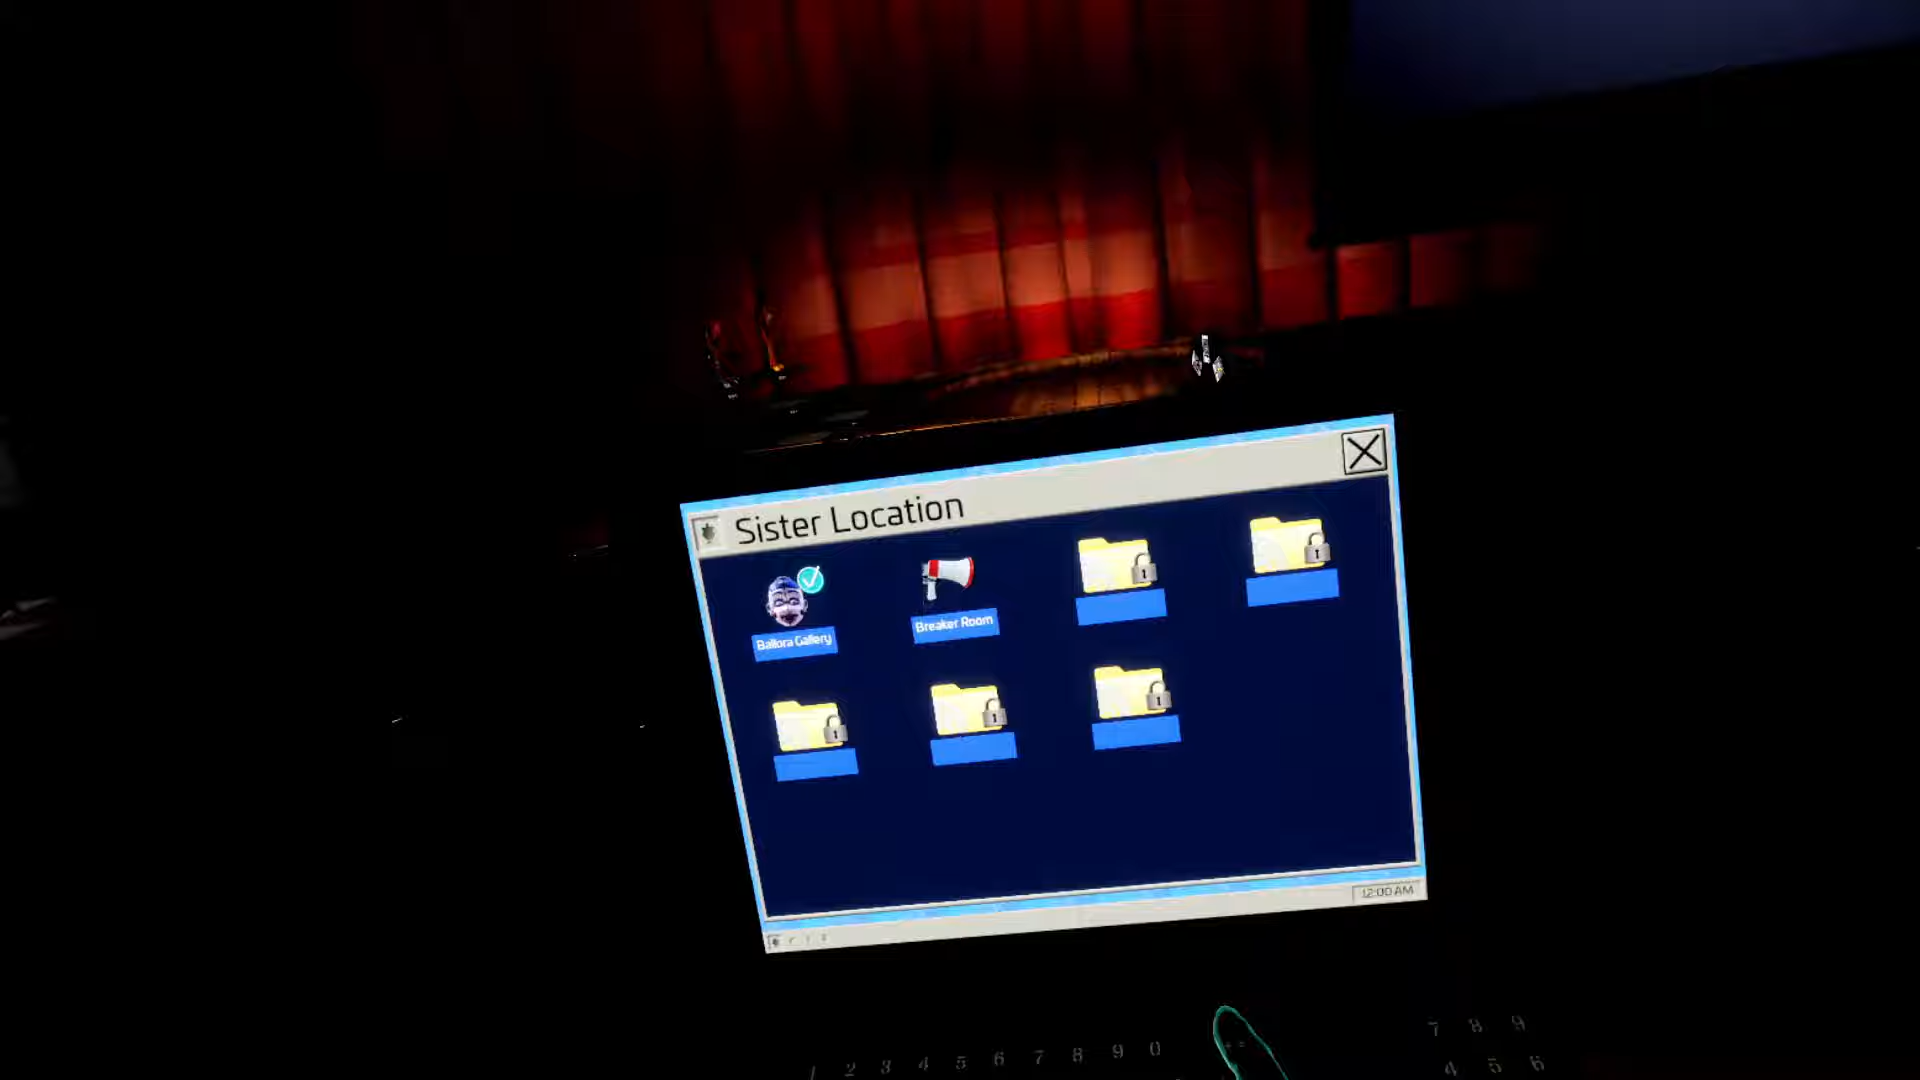 Sister Location
Ballora Gallery
Breaker Room
12:00 AM
1 2 3 4 5 6 7 8 9 0
7 8 9
4 5 6